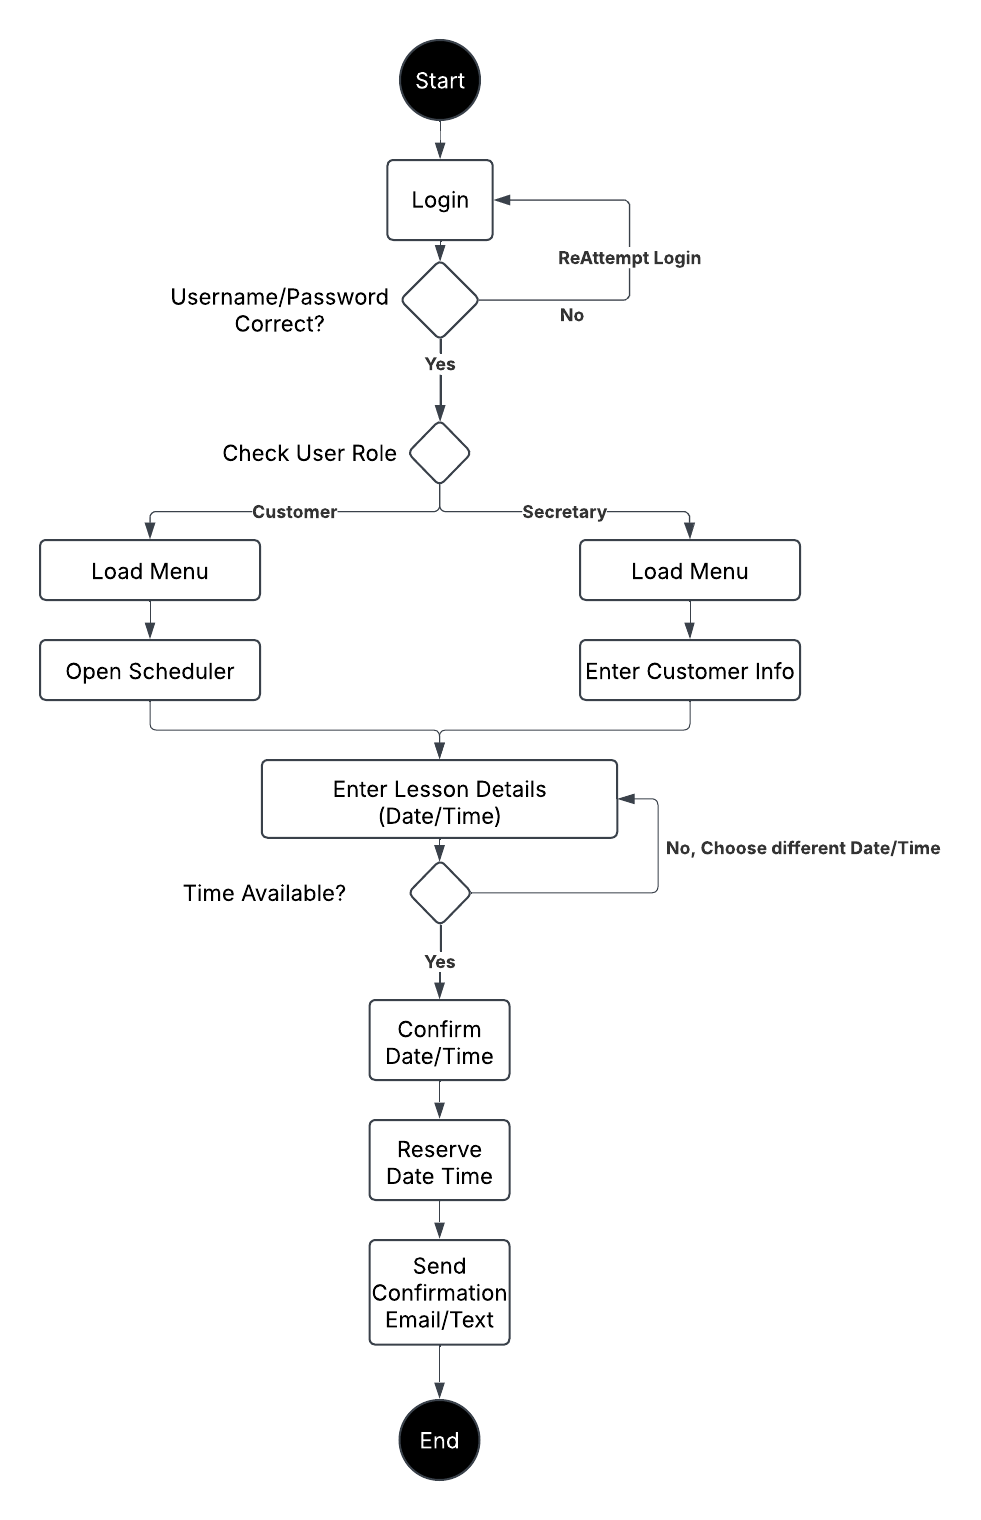 Start
Login
ReAttempt Login
Username/Password
Correct?
No
Yes
Check User Role
Customer
Secretary
Load Menu
Load Menu
Open Scheduler
Enter Customer Info
Enter Lesson Details
(Date/Time)
No, Choose different Date/Time
Time Available?
Yes
Confirm
Date/Time
Reserve
Date Time
Send
Confirmation
Email/Text
End